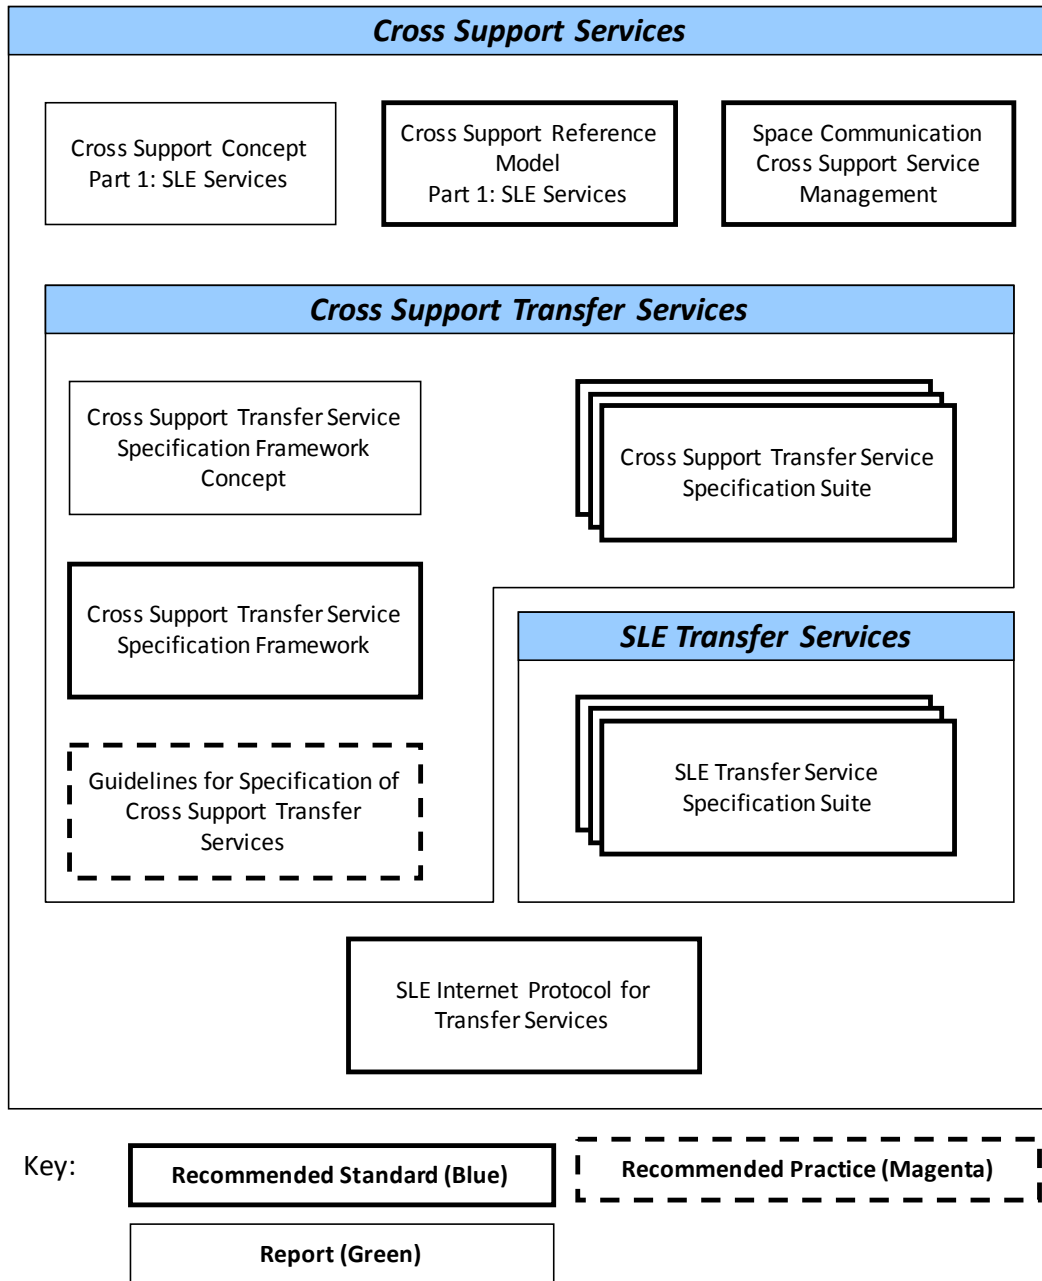 Cross Support Services
Cross Support Concept
Part 1: SLE Services
Cross Support Reference
Model
Part 1: SLE Services
Space Communication
Cross Support Service
Management
Cross Support Transfer Services
Cross Support Transfer Service
Specification Framework
Concept
Cross Support Transfer Service
Specification Suite
Cross Support Transfer Service
Specification Framework
SLE Transfer Services
Guidelines for Specification of
Cross Support Transfer
Services
SLE Transfer Service
Specification Suite
SLE Internet Protocol for
Transfer Services
Key:
Recommended Standard (Blue)
Recommended Practice (Magenta)
Report (Green)